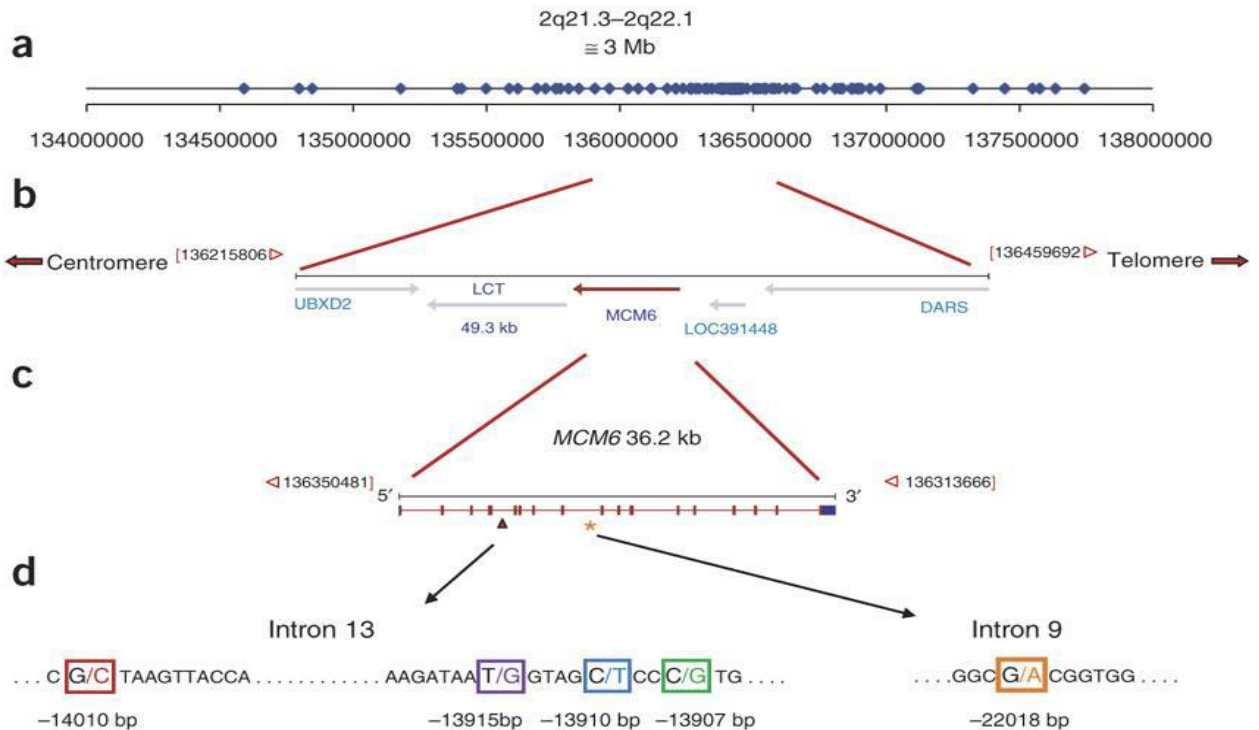 2q21.3–2q22.1
≅ 3 Mb
a
134000000 134500000 135000000 135500000 136000000 136500000 137000000 137500000 138000000
b
Centromere [136215806 [136459692 Telomere
UBXD2 LCT MCM6 LOC391448 DARS
49.3 kb
c
MCM6 36.2 kb
136350481] 5′ 3′ 136313666]
*
d
Intron 13 Intron 9
. . . . C G/C TAAGTTACCA . . . . . . . . . . . . AAGATAA T/G GTAG C/T CC C/G TG . . . . . . . .GGC G/A CGGTGG . . . .
–14010 bp –13915bp –13910 bp –13907 bp –22018 bp